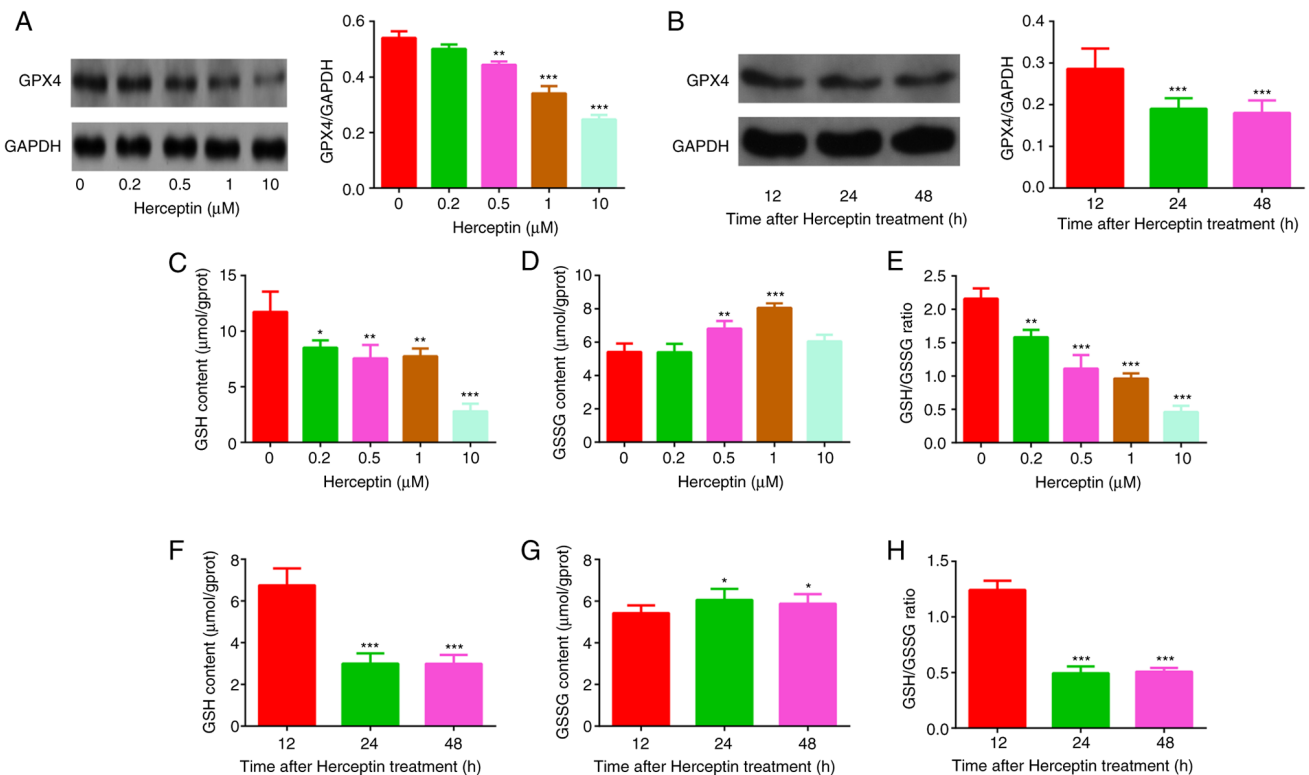 A
GPX4
GAPDH
0 0.2 0.5 1 10
Herceptin (μM)
GPX4/GAPDH
0.6
0.4
0.2
0.0
** *** ***
0 0.2 0.5 1 10
Herceptin (μM)
B
GPX4
GAPDH
12 24 48
Time after Herceptin treatment (h)
GPX4/GAPDH
0.4
0.3
0.2
0.1
0.0
*** ***
12 24 48
Time after Herceptin treatment (h)
C
GSH content (μmol/gprot)
15
10
5
0
* ** ** ***
0 0.2 0.5 1 10
Herceptin (μM)
D
GSSG content (μmol/gprot)
10
8
6
4
2
0
** ***
0 0.2 0.5 1 10
Herceptin (μM)
E
GSH/GSSG ratio
2.5
2.0
1.5
1.0
0.5
0.0
** *** *** ***
0 0.2 0.5 1 10
Herceptin (μM)
F
GSH content (μmol/gprot)
8
6
4
2
0
*** ***
12 24 48
Time after Herceptin treatment (h)
G
GSSG content (μmol/gprot)
8
6
4
2
0
* *
12 24 48
Time after Herceptin treatment (h)
H
GSH/GSSG ratio
1.5
1.0
0.5
0.0
*** ***
12 24 48
Time after Herceptin treatment (h)